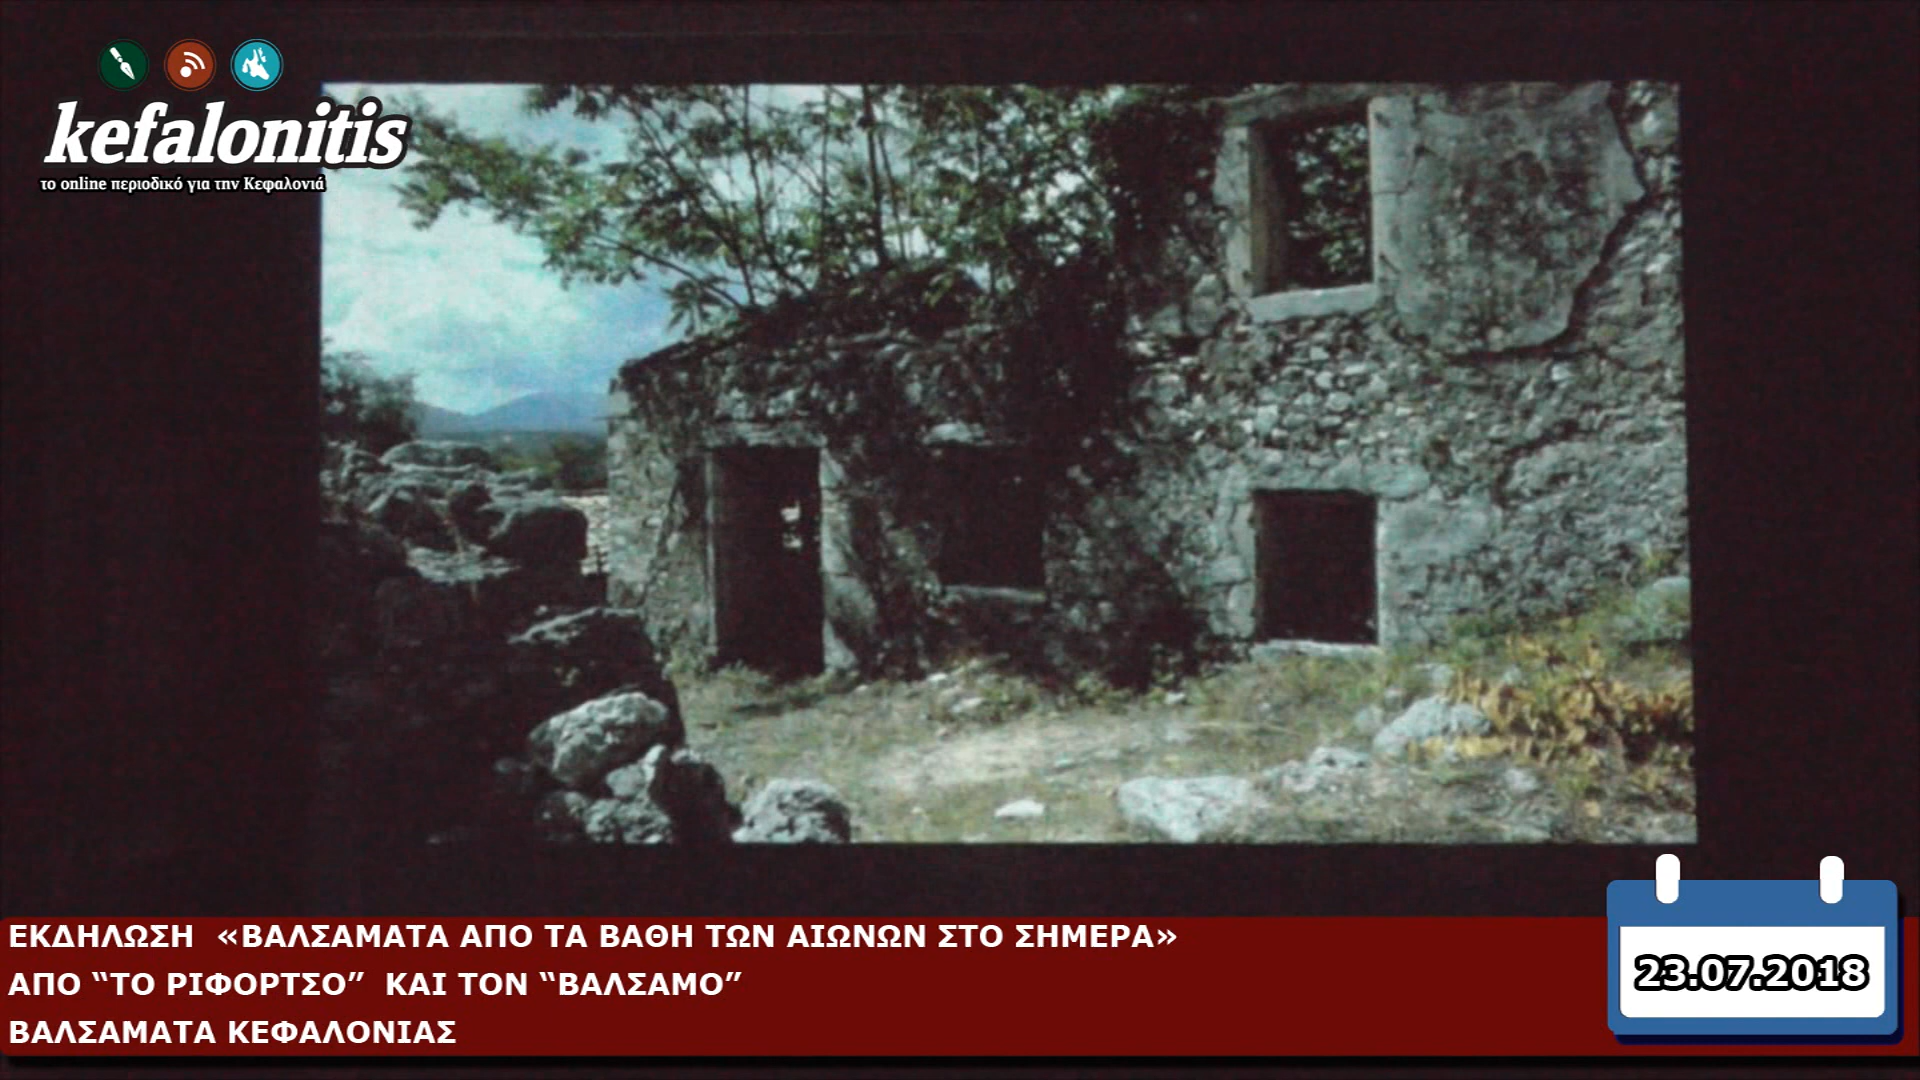 kefalonitis
το online περιοδικό για την Κεφαλονιά
ΕΚΔΗΛΩΣΗ «ΒΑΛΣΑΜΑΤΑ ΑΠΟ ΤΑ ΒΑΘΗ ΤΩΝ ΑΙΩΝΩΝ ΣΤΟ ΣΗΜΕΡΑ»
ΑΠΟ “ΤΟ ΡΙΦΟΡΤΣΟ” ΚΑΙ ΤΟΝ “ΒΑΛΣΑΜΟ”
ΒΑΛΣΑΜΑΤΑ ΚΕΦΑΛΟΝΙΑΣ
23.07.2018